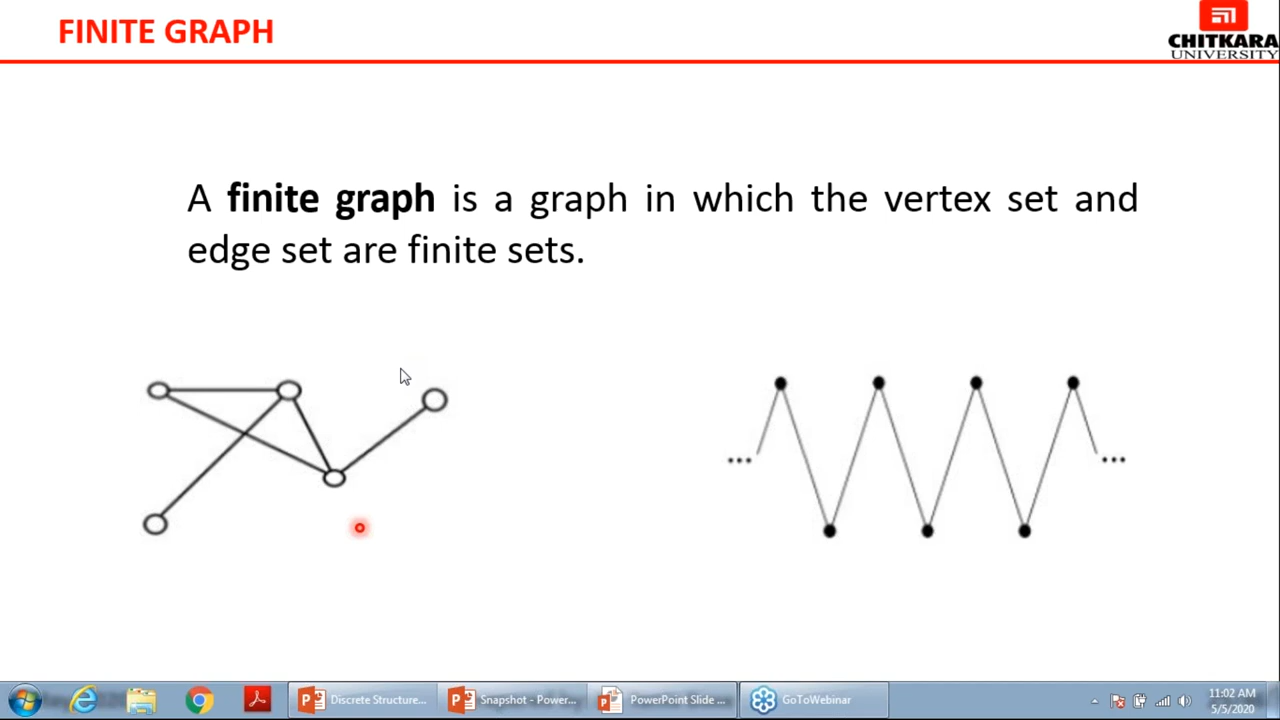 FINITE GRAPH
CHITKARA
UNIVERSITY
A finite graph is a graph in which the vertex set and
edge set are finite sets.
... ...
Discrete Structure... Snapshot - Power... PowerPoint Slide ... GoToWebinar
11:02 AM
5/5/2020